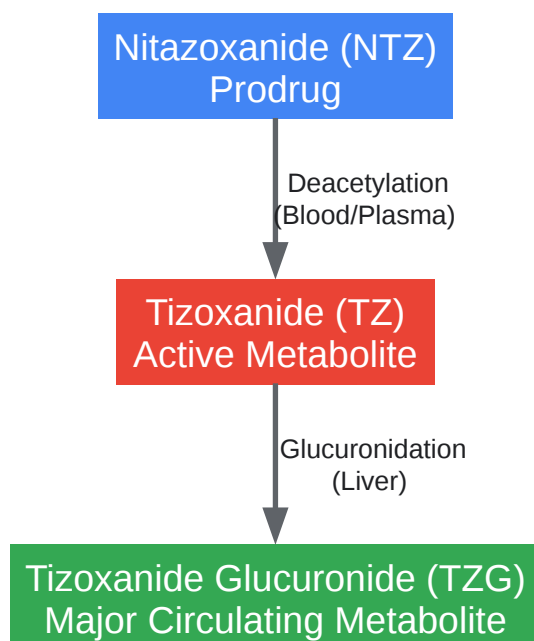 Nitazoxanide (NTZ)
Prodrug
Deacetylation
(Blood/Plasma)
Tizoxanide (TZ)
Active Metabolite
Glucuronidation
(Liver)
Tizoxanide Glucuronide (TZG)
Major Circulating Metabolite